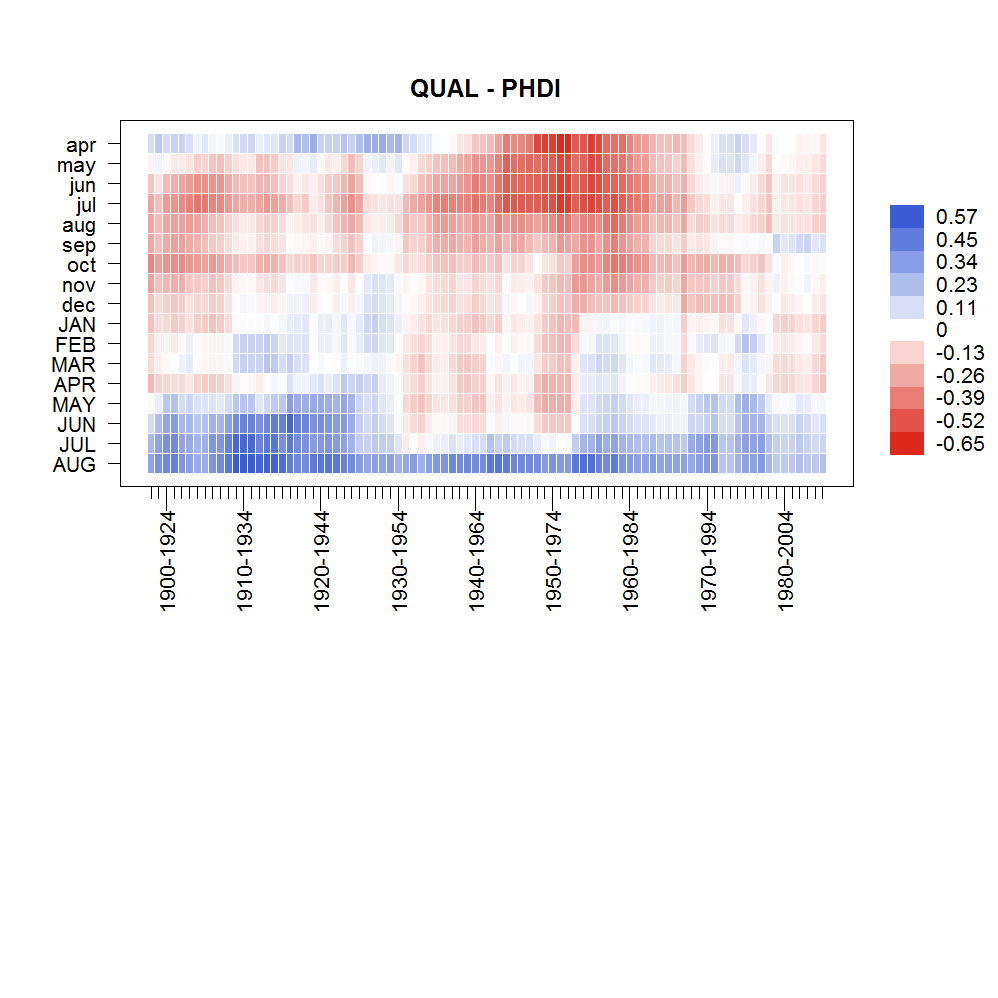 QUAL - PHDI
apr
may
jun
jul
aug
sep
oct
nov
dec
JAN
FEB
MAR
APR
MAY
JUN
JUL
AUG
0.57
0.45
0.34
0.23
0.11
0
-0.13
-0.26
-0.39
-0.52
-0.65
1900-1924
1910-1934
1920-1944
1930-1954
1940-1964
1950-1974
1960-1984
1970-1994
1980-2004